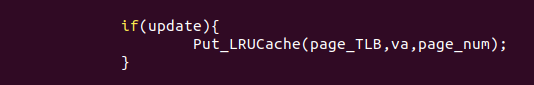 if(update){
Put_LRUCache(page_TLB,va,page_num);
}